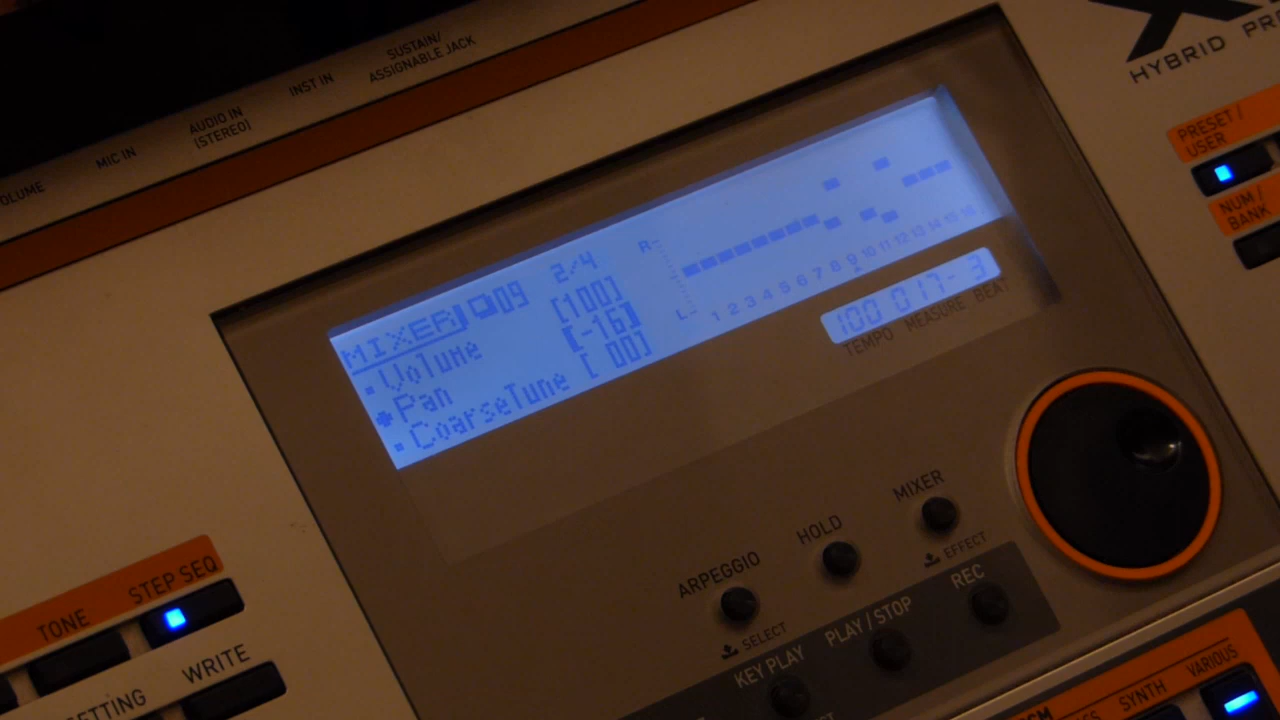 SUSTAIN/
ASSIGNABLE JACK
INST IN
AUDIO IN
(STEREO)
MIC IN
HYBRID
PRESET /
USER
NUM /
BANK
MIXER 09 2/4
Volume [100]
Pan [-16]
CoarseTune [ 00]
R-
L-
1 2 3 4 5 6 7 8 9 10 11 12 13 14 15 16
100 017- 3
TEMPO MEASURE BEAT
MIXER
EFFECT
HOLD
ARPEGGIO
SELECT
REC
PLAY / STOP
KEY PLAY
STEP SEQ
TONE
WRITE
VARIOUS
SYNTH